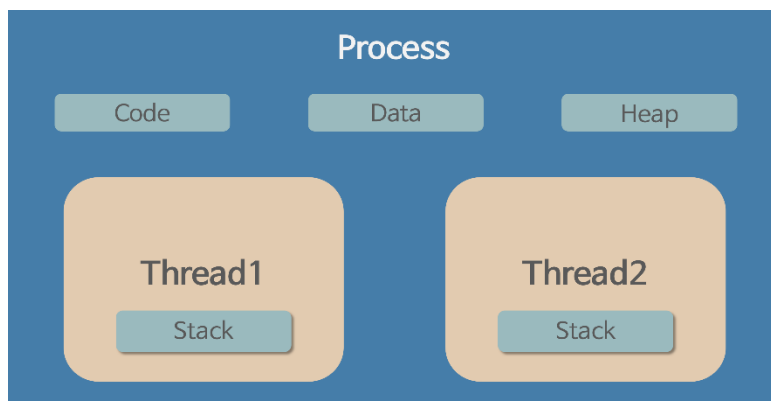 Process
Code Data Heap
Thread1 Thread2
Stack Stack